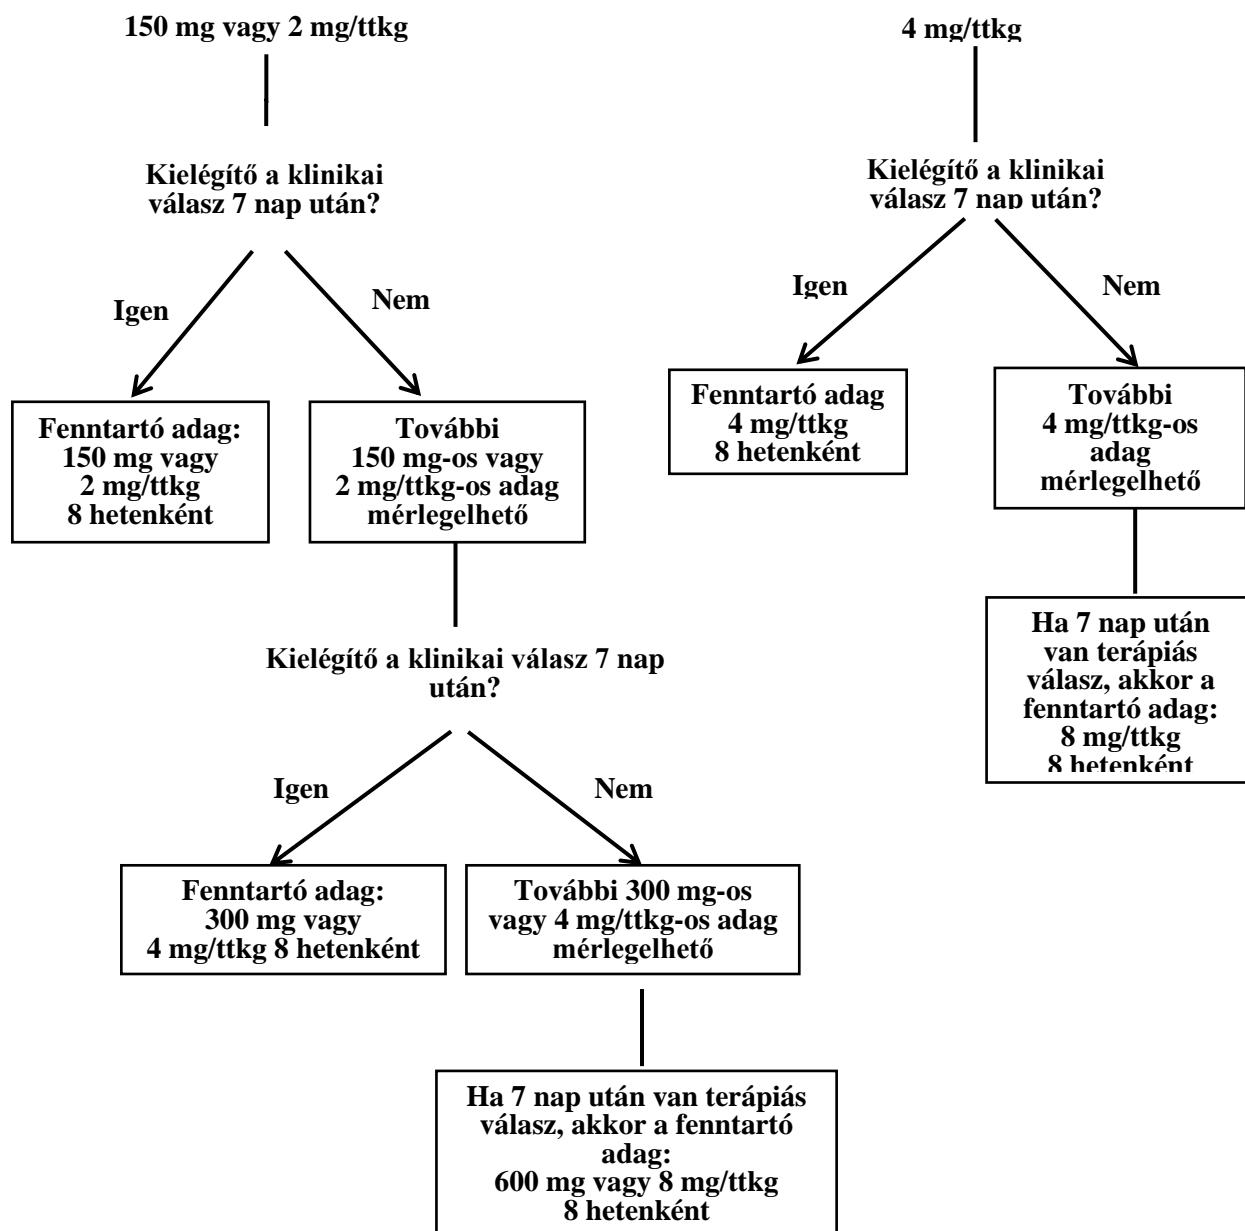 150 mg vagy 2 mg/ttkg
Kielégítő a klinikai
válasz 7 nap után?
Igen
Nem
Fenntartó adag:
150 mg vagy
2 mg/ttkg
8 hetenként
További
150 mg-os vagy
2 mg/ttkg-os adag
mérlegelhető
Kielégítő a klinikai válasz 7 nap
után?
Igen
Nem
Fenntartó adag:
300 mg vagy
4 mg/ttkg 8 hetenként
További 300 mg-os
vagy 4 mg/ttkg-os adag
mérlegelhető
Ha 7 nap után van terápiás
válasz, akkor a fenntartó
adag:
600 mg vagy 8 mg/ttkg
8 hetenként
4 mg/ttkg
Kielégítő a klinikai
válasz 7 nap után?
Igen
Nem
Fenntartó adag
4 mg/ttkg
8 hetenként
További
4 mg/ttkg-os
adag
mérlegelhető
Ha 7 nap után
van terápiás
válasz, akkor a
fenntartó adag:
8 mg/ttkg
8 hetenként